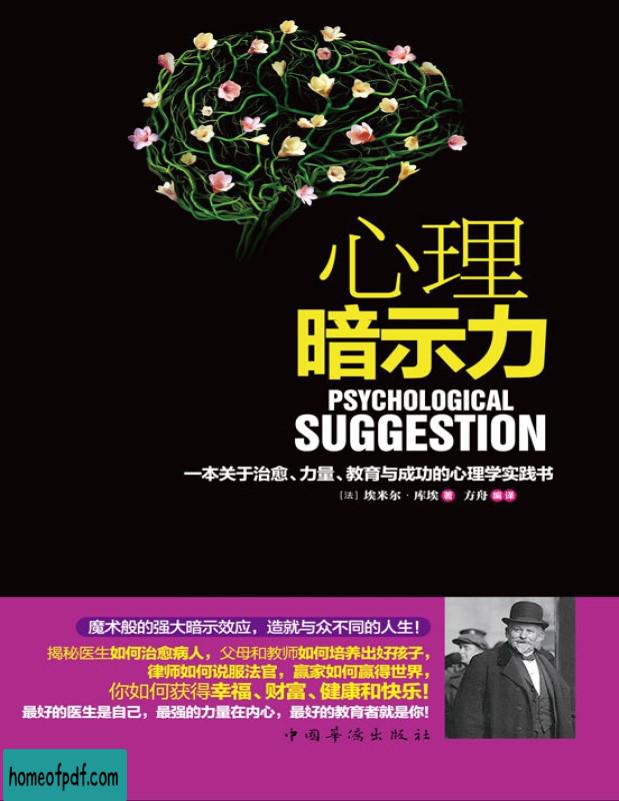 心理
暗示力
PSYCHOLOGICAL
SUGGESTION
一本关于治愈、力量、教育与成功的心理学实践书
[法] 埃米尔·库埃 著 方舟 编译
魔术般的强大暗示效应，造就与众不同的人生！
揭秘医生如何治愈病人，父母和教师如何培养出好孩子，
律师如何说服法官，赢家如何赢得世界，
你如何获得幸福、财富、健康和快乐！
最好的医生是自己，最强的力量在内心，最好的教育者就是你！
中国华侨出版社
homeofpdf.com